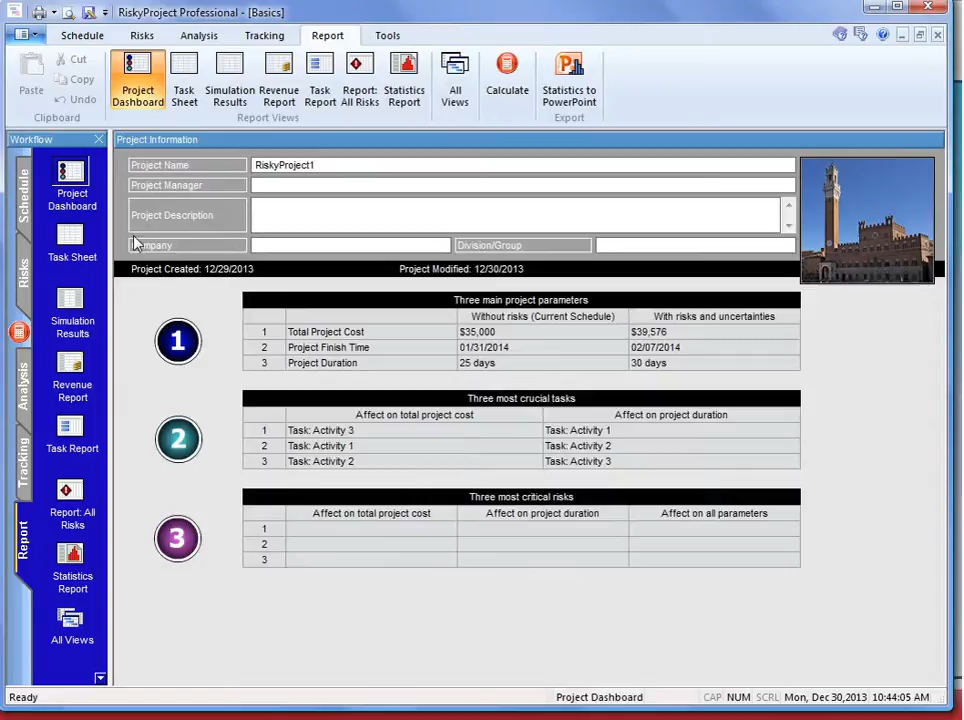 RiskyProject Professional - [Basics]
Schedule Risks Analysis Tracking Report Tools
Paste
Cut
Copy
Undo
Clipboard
Project Dashboard
Task Sheet
Simulation Results
Revenue Report
Task Report
Report: All Risks
Statistics Report
Report Views
All Views
Calculate
Statistics to PowerPoint
Export
Workflow
Schedule
Risks
Analysis
Tracking
Report
Project Dashboard
Task Sheet
Simulation Results
Revenue Report
Task Report
Report: All Risks
Statistics Report
All Views
Project Information
Project Name RiskyProject1
Project Manager
Project Description
Company Division/Group
Project Created: 12/29/2013 Project Modified: 12/30/2013
1
Three main project parameters
Without risks (Current Schedule) With risks and uncertainties
1 Total Project Cost $35,000 $39,576
2 Project Finish Time 01/31/2014 02/07/2014
3 Project Duration 25 days 30 days
2
Three most crucial tasks
Affect on total project cost Affect on project duration
1 Task: Activity 3 Task: Activity 1
2 Task: Activity 1 Task: Activity 2
3 Task: Activity 2 Task: Activity 3
3
Three most critical risks
Affect on total project cost Affect on project duration Affect on all parameters
1
2
3
Ready Project Dashboard CAP NUM SCRL Mon, Dec 30,2013 10:44:05 AM